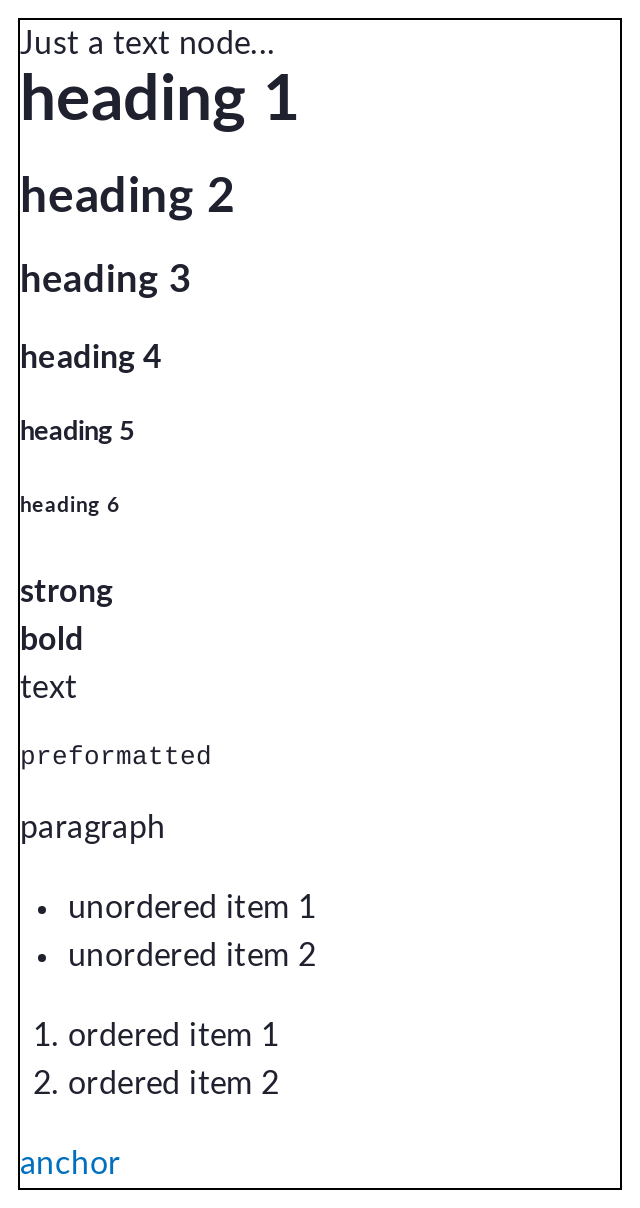 Just a text node...
heading 1
heading 2
heading 3
heading 4
heading 5
heading 6
strong
bold
text
preformatted
paragraph
• unordered item 1
• unordered item 2
1. ordered item 1
2. ordered item 2
anchor